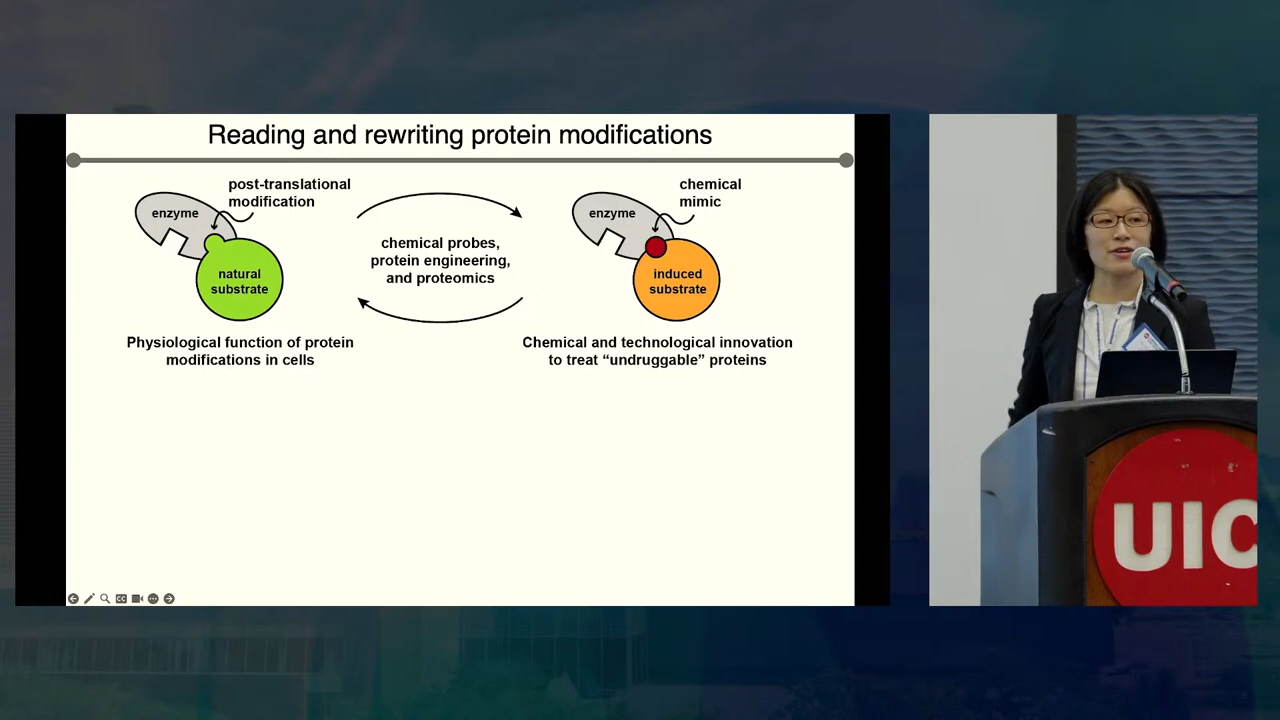 Reading and rewriting protein modifications
post-translational
modification
enzyme
natural
substrate
Physiological function of protein
modifications in cells
chemical probes,
protein engineering,
and proteomics
chemical
mimic
enzyme
induced
substrate
Chemical and technological innovation
to treat “undruggable” proteins
UIC